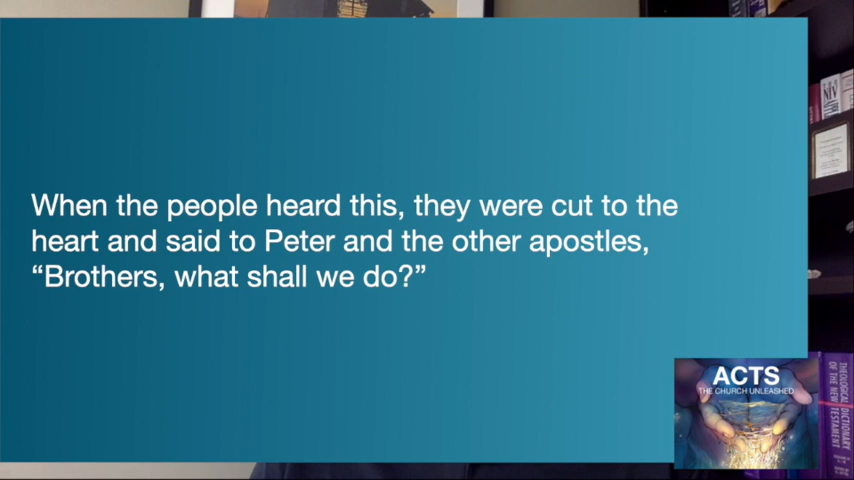 When the people heard this, they were cut to the
heart and said to Peter and the other apostles,
“Brothers, what shall we do?”
ACTS
THE CHURCH UNLEASHED
NIV
THEOLOGICAL DICTIONARY
OF THE NEW TESTAMENT